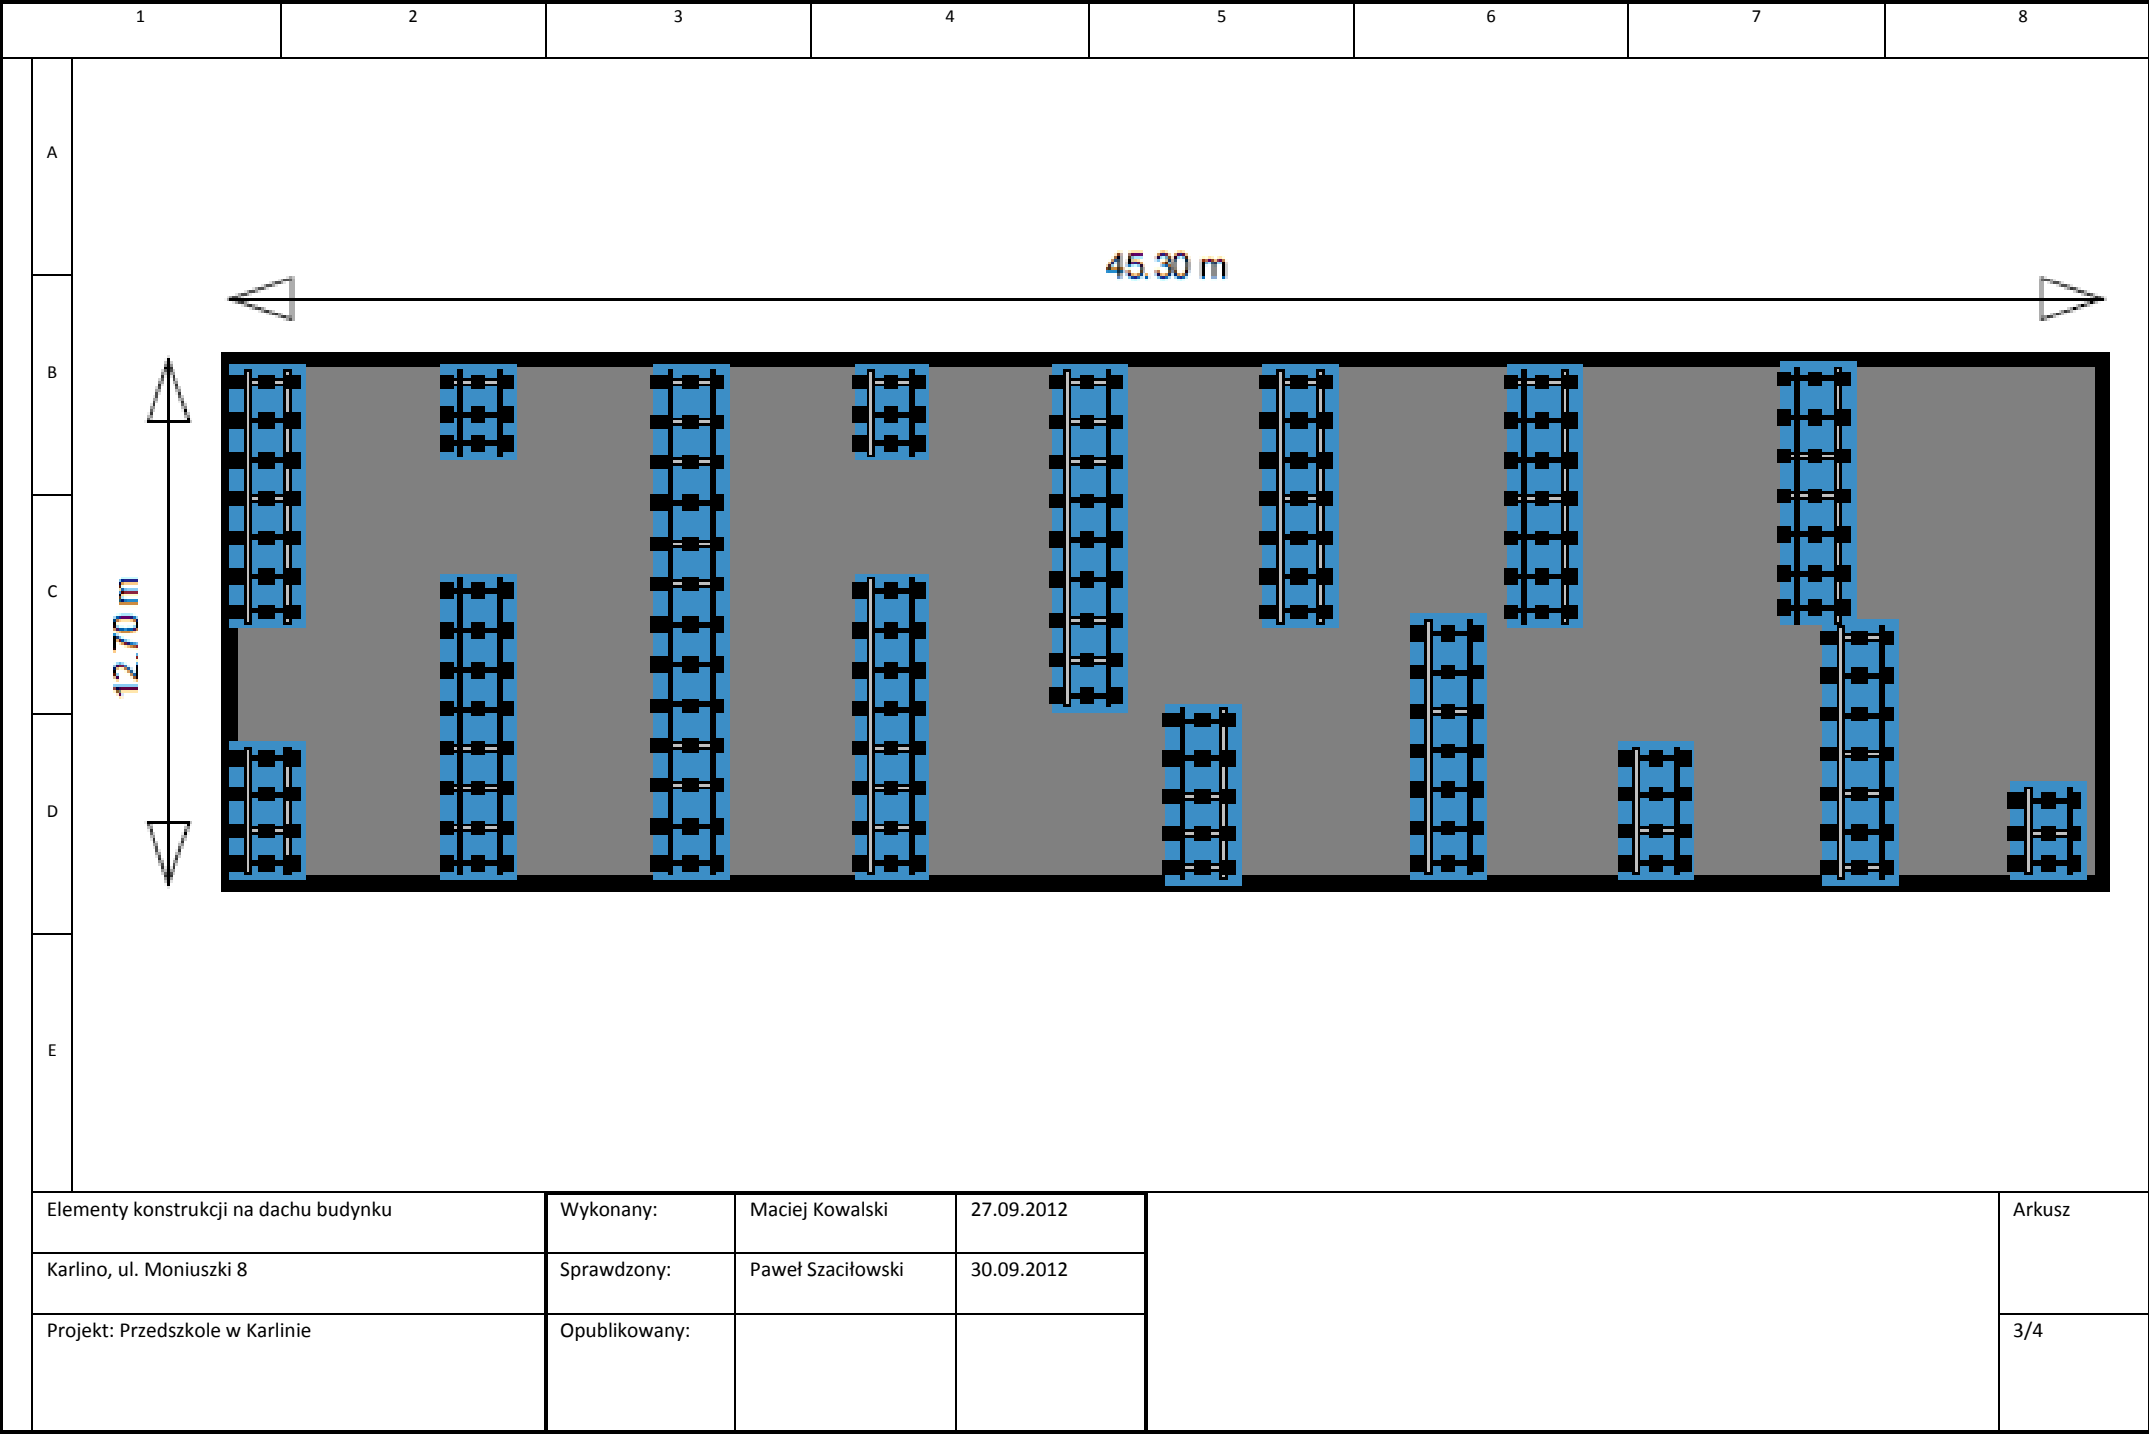 1 2 3 4 5 6 7 8
A
45.30 m
B
C
12.70 m
D
E
Elementy konstrukcji na dachu budynku Wykonany: Maciej Kowalski 27.09.2012 Arkusz
Karlino, ul. Moniuszki 8 Sprawdzony: Paweł Szaciłowski 30.09.2012
Projekt: Przedszkole w Karlinie Opublikowany: 3/4